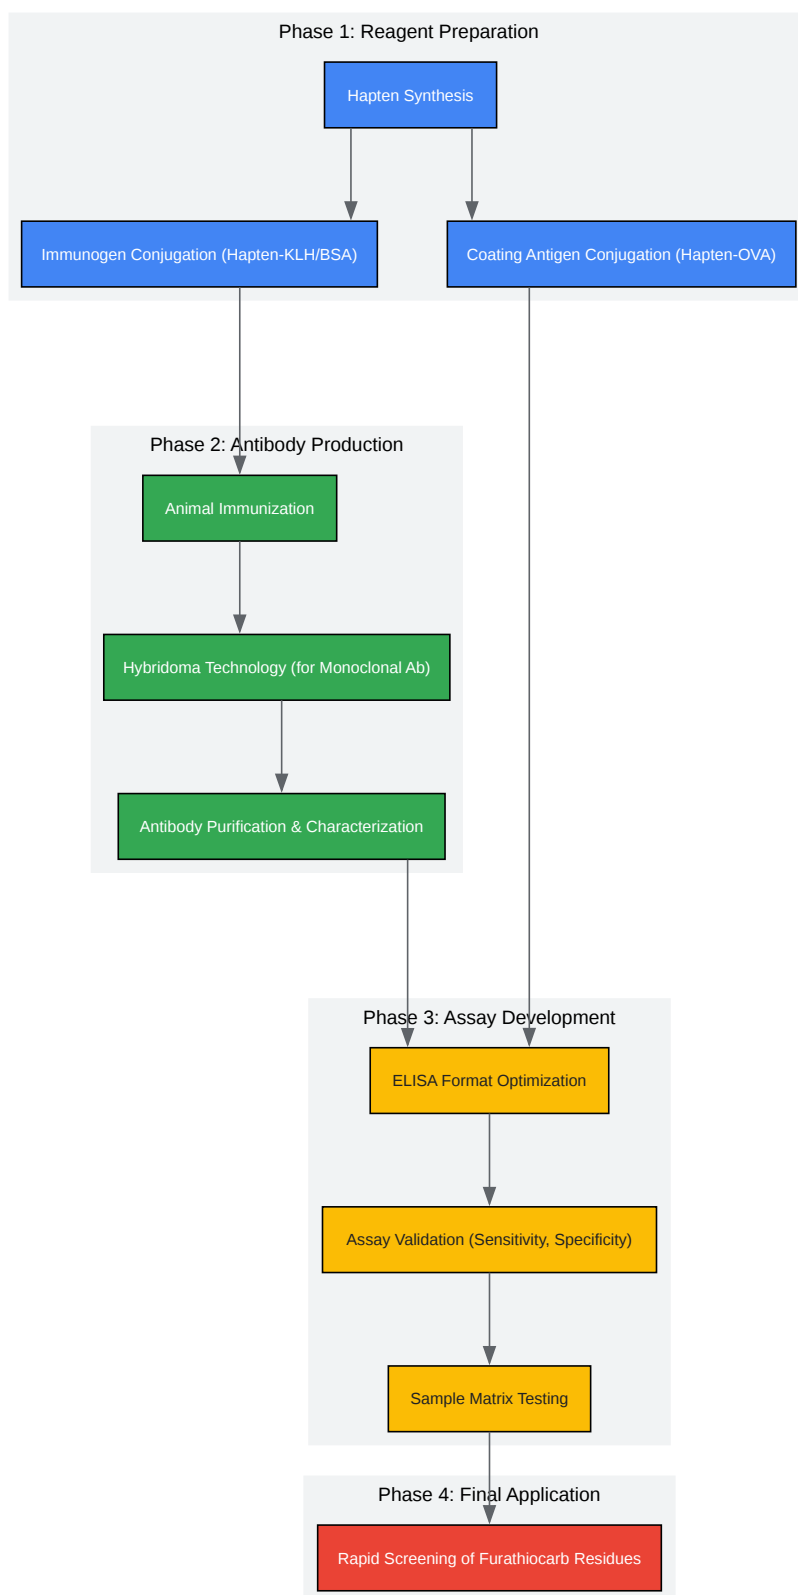 Phase 1: Reagent Preparation
Hapten Synthesis
Immunogen Conjugation (Hapten-KLH/BSA)
Coating Antigen Conjugation (Hapten-OVA)
Phase 2: Antibody Production
Animal Immunization
Hybridoma Technology (for Monoclonal Ab)
Antibody Purification & Characterization
Phase 3: Assay Development
ELISA Format Optimization
Assay Validation (Sensitivity, Specificity)
Sample Matrix Testing
Phase 4: Final Application
Rapid Screening of Furathiocarb Residues